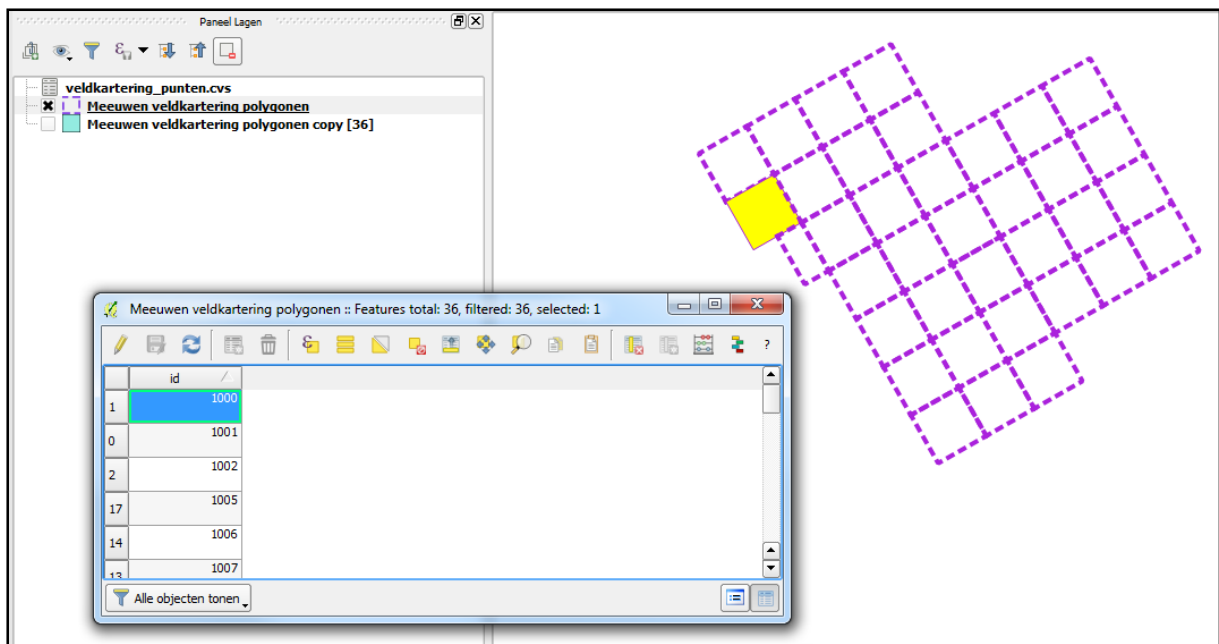 Paneel Lagen
veldkartering_punten.cvs
Meeuwen veldkartering polygonen
Meeuwen veldkartering polygonen copy [36]
Meeuwen veldkartering polygonen :: Features total: 36, filtered: 36, selected: 1
id
1 1000
0 1001
2 1002
17 1005
14 1006
13 1007
Alle objecten tonen